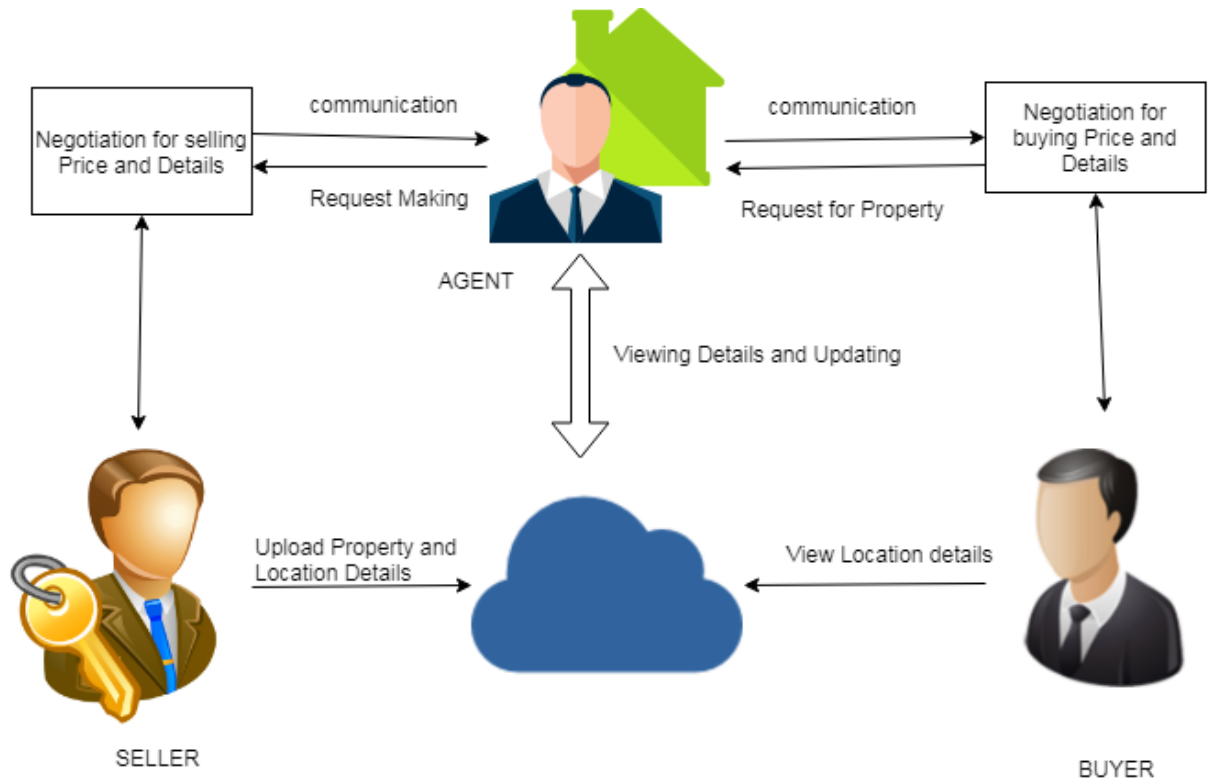 communication
communication
Negotiation for selling
Price and Details
Negotiation for
buying Price and
Details
Request Making
Request for Property
AGENT
Viewing Details and Updating
Upload Property and
Location Details
View Location details
SELLER
BUYER